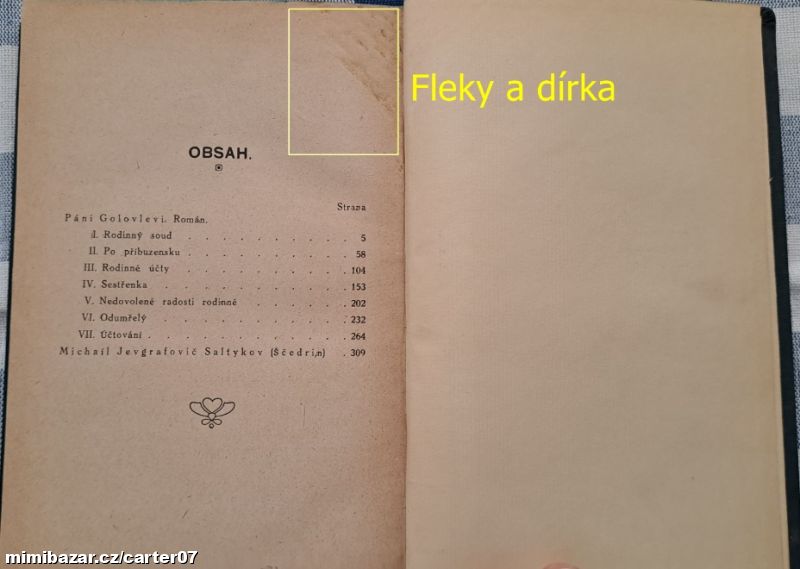 Fleky a dírka
OBSAH.
Strana
Páni Golovlevi. Román.
I. Rodinný soud . . . . . . . . . . 5
II. Po příbuzensku . . . . . . . . . 58
III. Rodinné účty . . . . . . . . . . 104
IV. Sestřenka . . . . . . . . . . . 153
V. Nedovolené radosti rodinné . . . . . . 202
VI. Odumřelý . . . . . . . . . . . 232
VII. Účtování . . . . . . . . . . . 264
Michail Jevgrafovič Saltykov (Ščedrin) . 309
mimibazar.cz/carter07